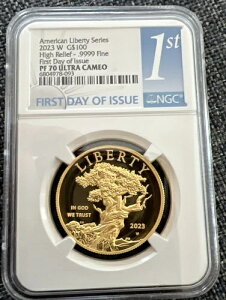 American Liberty Series
2023 W G$100
High Relief - .9999 Fine
First Day of Issue
PF 70 ULTRA CAMEO
6804978-093
1st
FIRST DAY OF ISSUE
NGC
LIBERTY
IN GOD
WE TRUST
2023
W